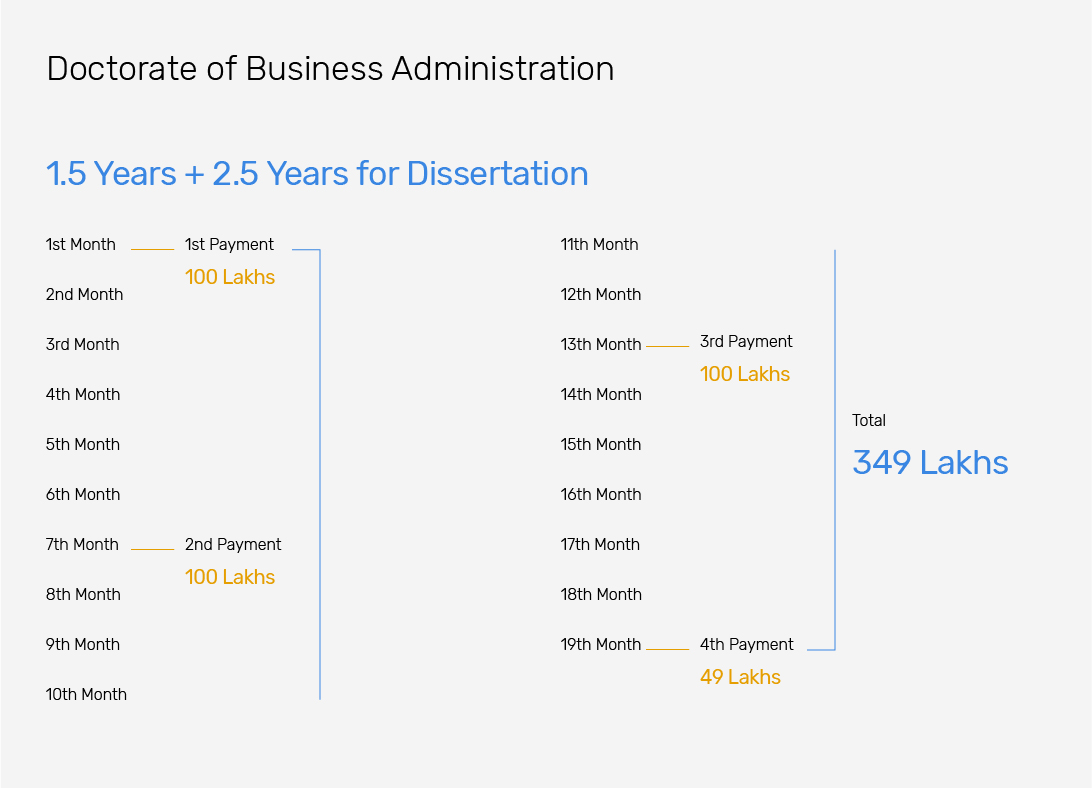 Doctorate of Business Administration
1.5 Years + 2.5 Years for Dissertation
1st Month
1st Payment
100 Lakhs
2nd Month
3rd Month
4th Month
5th Month
6th Month
7th Month
2nd Payment
100 Lakhs
8th Month
9th Month
10th Month
11th Month
12th Month
13th Month
3rd Payment
100 Lakhs
14th Month
15th Month
16th Month
17th Month
18th Month
19th Month
4th Payment
49 Lakhs
Total
349 Lakhs